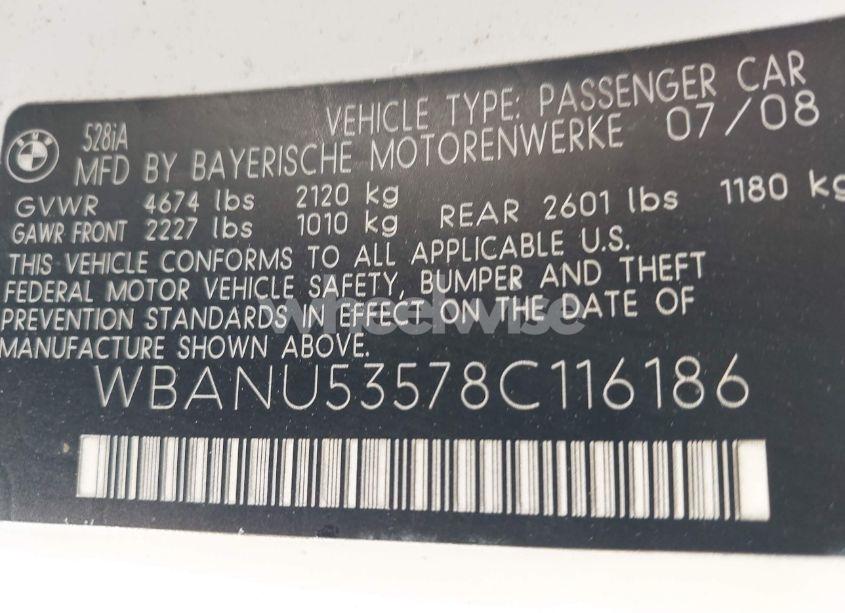 528iA VEHICLE TYPE: PASSENGER CAR
MFD BY BAYERISCHE MOTORENWERKE 07/08
GVWR 4674 lbs 2120 kg
GAWR FRONT 2227 lbs 1010 kg REAR 2601 lbs 1180 kg
THIS VEHICLE CONFORMS TO ALL APPLICABLE U.S.
FEDERAL MOTOR VEHICLE SAFETY, BUMPER AND THEFT
PREVENTION STANDARDS IN EFFECT ON THE DATE OF
MANUFACTURE SHOWN ABOVE.
wheelwise
WBANU53578C116186